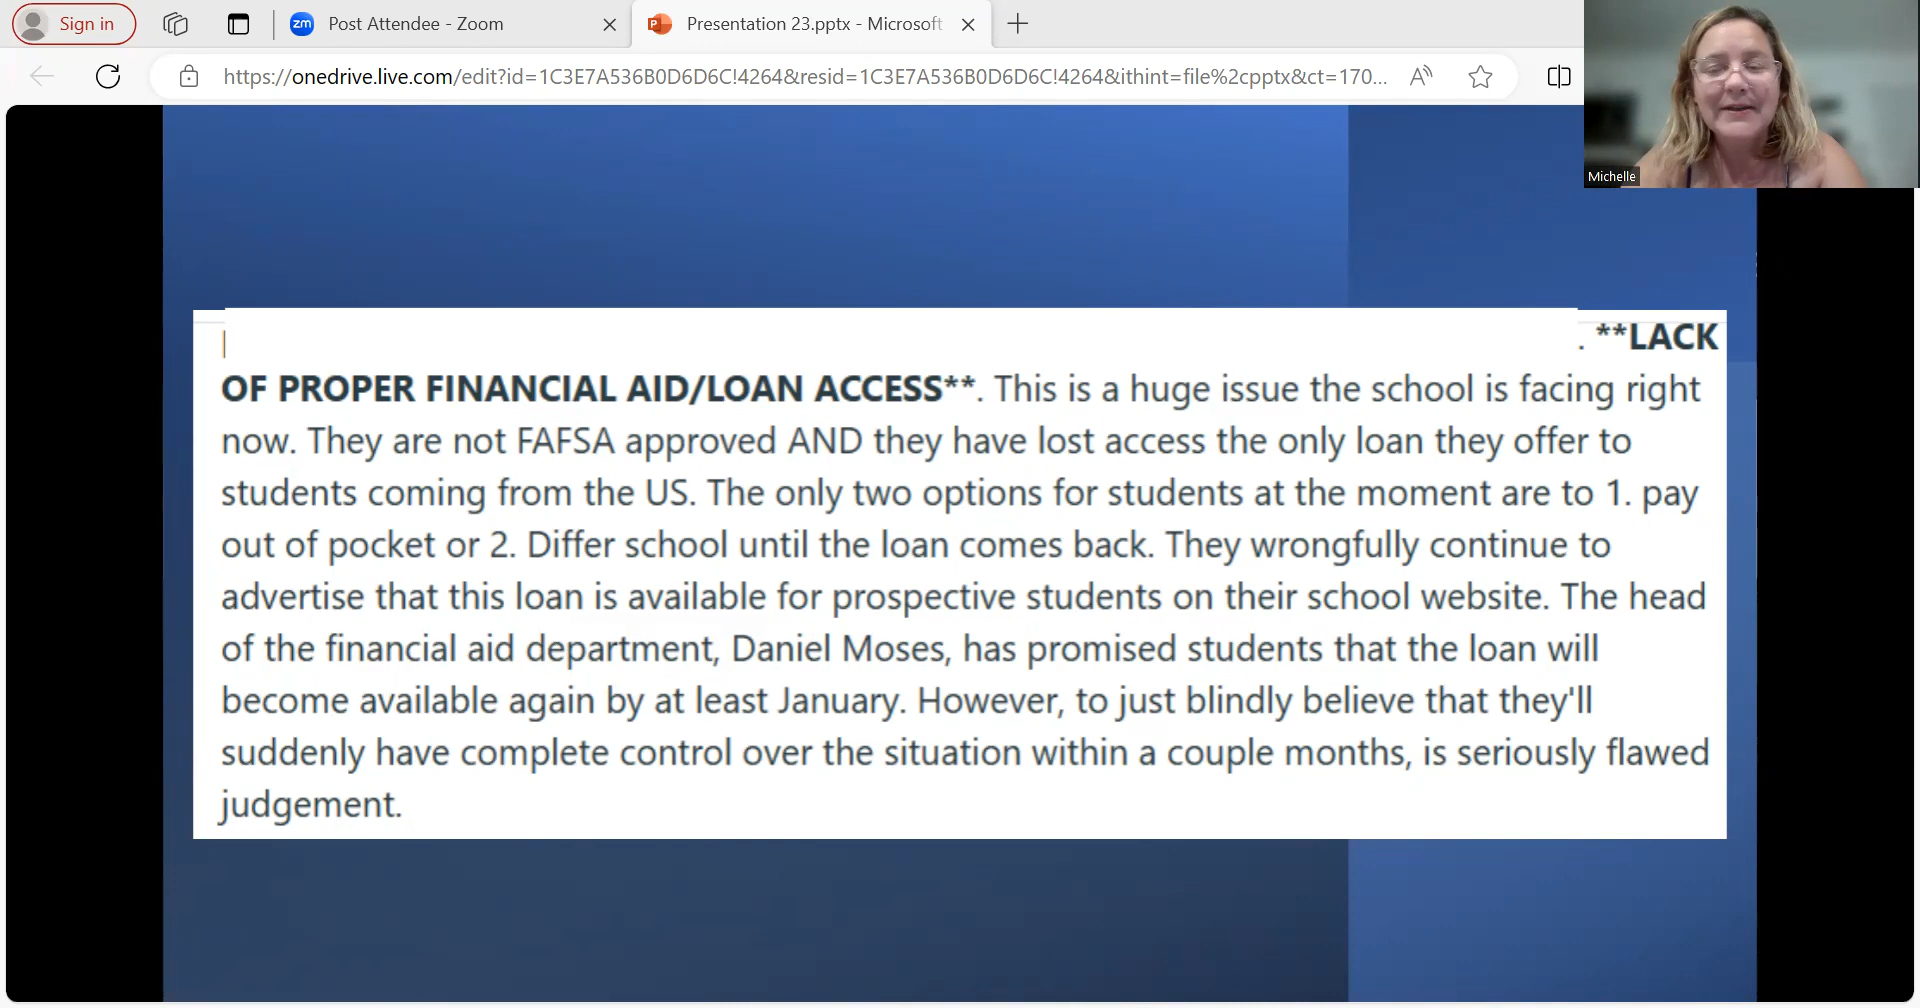 Sign in
Post Attendee - Zoom
Presentation 23.pptx - Microsoft
https://onedrive.live.com/edit?id=1C3E7A536B0D6D6C!4264&resid=1C3E7A536B0D6D6C!4264&ithint=file%2cpptx&ct=170...
Michelle
. **LACK
OF PROPER FINANCIAL AID/LOAN ACCESS**. This is a huge issue the school is facing right
now. They are not FAFSA approved AND they have lost access the only loan they offer to
students coming from the US. The only two options for students at the moment are to 1. pay
out of pocket or 2. Differ school until the loan comes back. They wrongfully continue to
advertise that this loan is available for prospective students on their school website. The head
of the financial aid department, Daniel Moses, has promised students that the loan will
become available again by at least January. However, to just blindly believe that they'll
suddenly have complete control over the situation within a couple months, is seriously flawed
judgement.